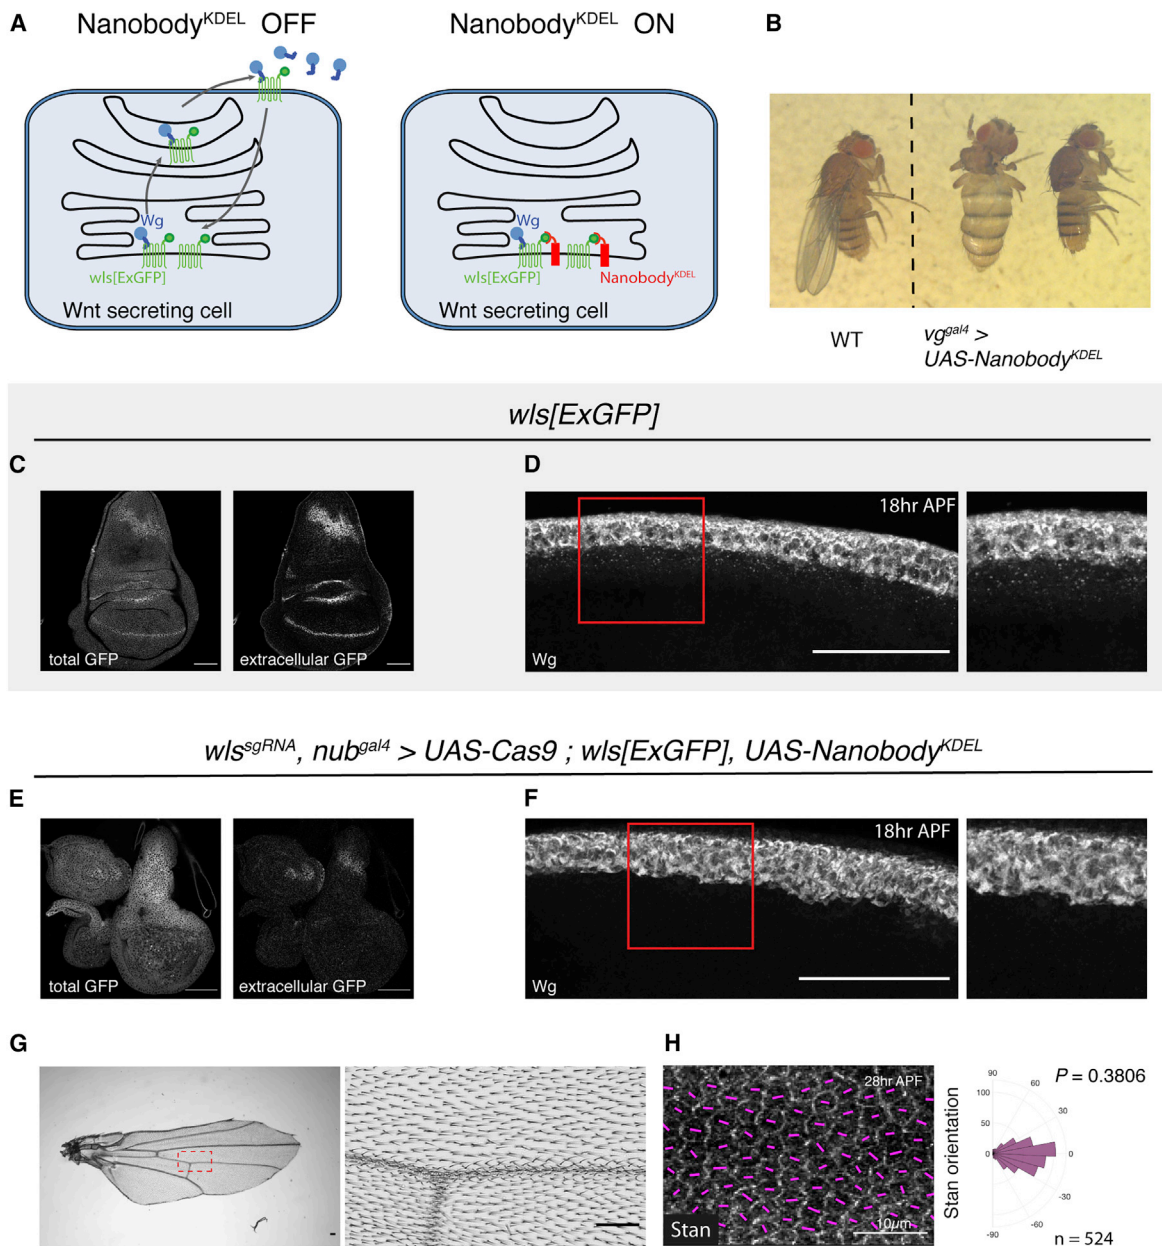 A
Nanobody^KDEL OFF
Nanobody^KDEL ON
B
Wg
wls[ExGFP]
Wnt secreting cell
Wg
wls[ExGFP]
Nanobody^KDEL
Wnt secreting cell
WT
vg^gal4 >
UAS-Nanobody^KDEL
wls[ExGFP]
C
D
total GFP
extracellular GFP
18hr APF
Wg
wls^sgRNA, nub^gal4 > UAS-Cas9 ; wls[ExGFP], UAS-Nanobody^KDEL
E
F
total GFP
extracellular GFP
18hr APF
Wg
G
H
28hr APF
Stan
10μm
Stan orientation
P = 0.3806
90
60
30
0
-30
-60
-90
100
50
0
n = 524